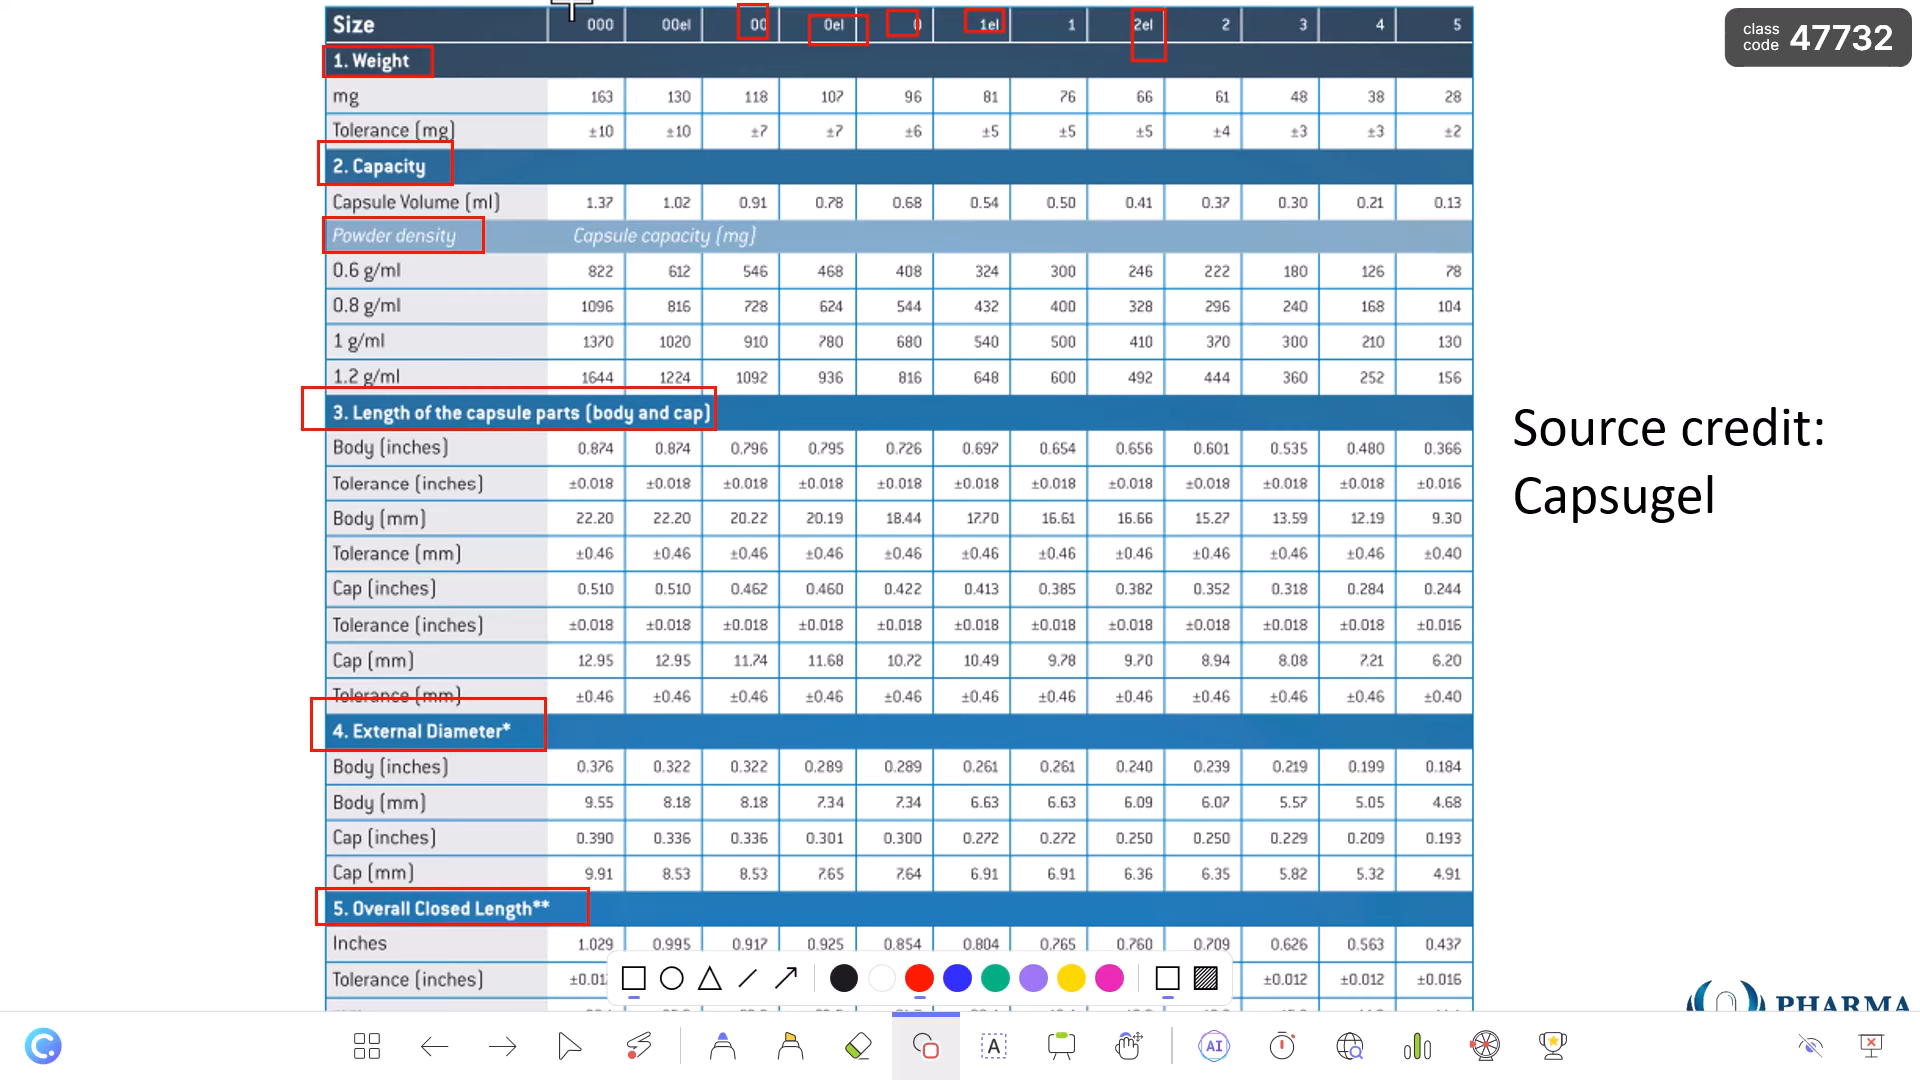 Size 000 00el 00 0el 0 1el 1 2el 2 3 4 5
1. Weight
mg 163 130 118 107 96 81 76 66 61 48 38 28
Tolerance (mg) ±10 ±10 ±7 ±7 ±6 ±5 ±5 ±5 ±4 ±3 ±3 ±2
2. Capacity
Capsule Volume (ml) 1.37 1.02 0.91 0.78 0.68 0.54 0.50 0.41 0.37 0.30 0.21 0.13
Powder density Capsule capacity (mg)
0.6 g/ml 822 612 546 468 408 324 300 246 222 180 126 78
0.8 g/ml 1096 816 728 624 544 432 400 328 296 240 168 104
1 g/ml 1370 1020 910 780 680 540 500 410 370 300 210 130
1.2 g/ml 1644 1224 1092 936 816 648 600 492 444 360 252 156
3. Length of the capsule parts (body and cap)
Body (inches) 0.874 0.874 0.796 0.795 0.726 0.697 0.654 0.656 0.601 0.535 0.480 0.366
Tolerance (inches) ±0.018 ±0.018 ±0.018 ±0.018 ±0.018 ±0.018 ±0.018 ±0.018 ±0.018 ±0.018 ±0.018 ±0.016
Body (mm) 22.20 22.20 20.22 20.19 18.44 17.70 16.61 16.66 15.27 13.59 12.19 9.30
Tolerance (mm) ±0.46 ±0.46 ±0.46 ±0.46 ±0.46 ±0.46 ±0.46 ±0.46 ±0.46 ±0.46 ±0.46 ±0.40
Cap (inches) 0.510 0.510 0.462 0.460 0.422 0.413 0.385 0.382 0.352 0.318 0.284 0.244
Tolerance (inches) ±0.018 ±0.018 ±0.018 ±0.018 ±0.018 ±0.018 ±0.018 ±0.018 ±0.018 ±0.018 ±0.018 ±0.016
Cap (mm) 12.95 12.95 11.74 11.68 10.72 10.49 9.78 9.70 8.94 8.08 7.21 6.20
Tolerance (mm) ±0.46 ±0.46 ±0.46 ±0.46 ±0.46 ±0.46 ±0.46 ±0.46 ±0.46 ±0.46 ±0.46 ±0.40
4. External Diameter*
Body (inches) 0.376 0.322 0.322 0.289 0.289 0.261 0.261 0.240 0.239 0.219 0.199 0.184
Body (mm) 9.55 8.18 8.18 7.34 7.34 6.63 6.63 6.09 6.07 5.57 5.05 4.68
Cap (inches) 0.390 0.336 0.336 0.301 0.300 0.272 0.272 0.250 0.250 0.229 0.209 0.193
Cap (mm) 9.91 8.53 8.53 7.65 7.64 6.91 6.91 6.36 6.35 5.82 5.32 4.91
5. Overall Closed Length**
Inches 1.029 0.995 0.917 0.925 0.854 0.804 0.765 0.760 0.709 0.626 0.563 0.437
Tolerance (inches) ±0.012 ±0.012 ±0.016
class
code 47732
Source credit:
Capsugel
PHARMA
A
AI